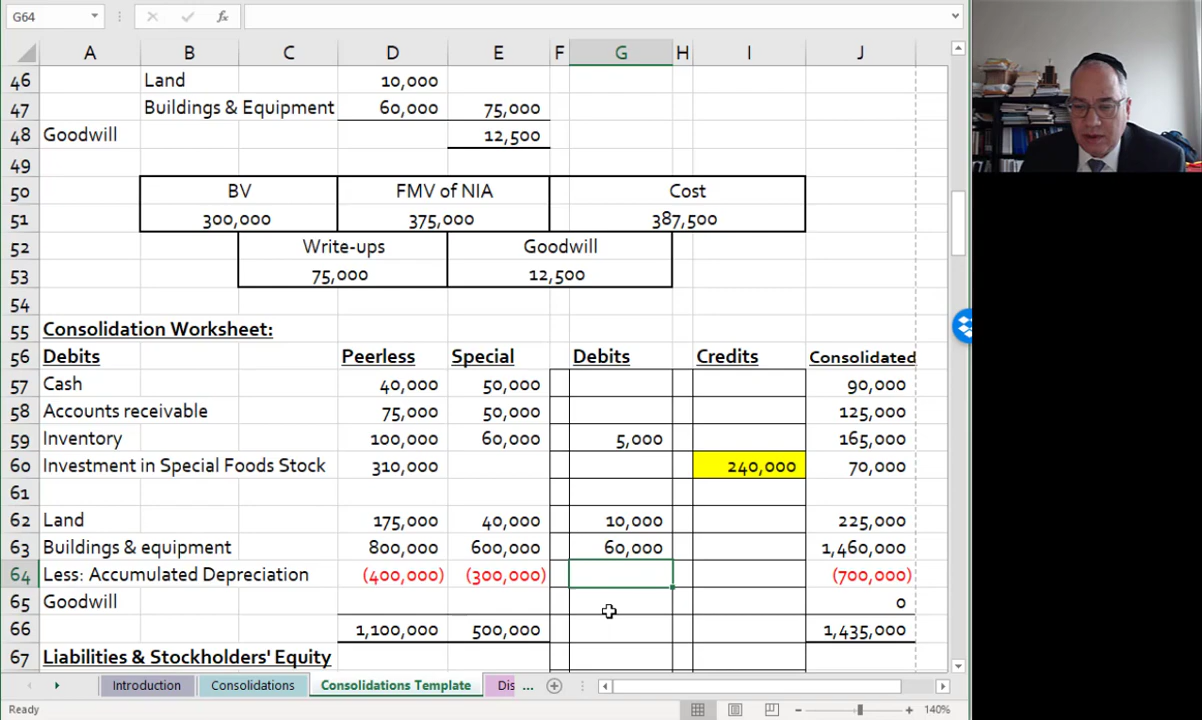 G64 fx
A B C D E F G H I J
46 Land 10,000
47 Buildings & Equipment 60,000 75,000
48 Goodwill 12,500
49
50 BV FMV of NIA Cost
51 300,000 375,000 387,500
52 Write-ups Goodwill
53 75,000 12,500
54
55 Consolidation Worksheet:
56 Debits Peerless Special Debits Credits Consolidated
57 Cash 40,000 50,000 90,000
58 Accounts receivable 75,000 50,000 125,000
59 Inventory 100,000 60,000 5,000 165,000
60 Investment in Special Foods Stock 310,000 240,000 70,000
61
62 Land 175,000 40,000 10,000 225,000
63 Buildings & equipment 800,000 600,000 60,000 1,460,000
64 Less: Accumulated Depreciation (400,000) (300,000) (700,000)
65 Goodwill 0
66 1,100,000 500,000 1,435,000
67 Liabilities & Stockholders' Equity
Introduction Consolidations Consolidations Template Dis ...
Ready 140%